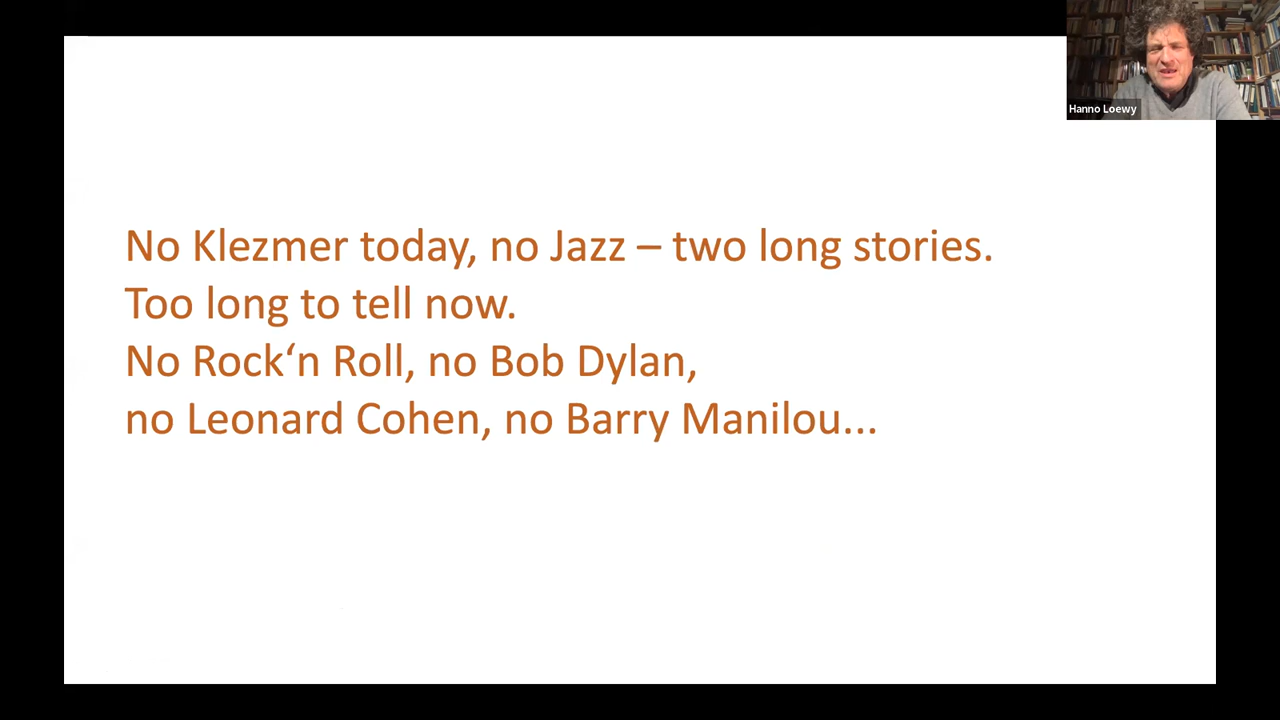 Hanno Loewy
No Klezmer today, no Jazz – two long stories.
Too long to tell now.
No Rock‘n Roll, no Bob Dylan,
no Leonard Cohen, no Barry Manilou...